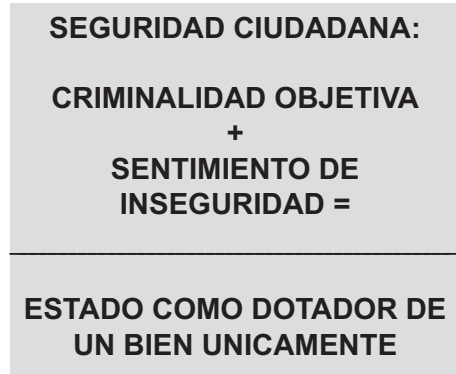 SEGURIDAD CIUDADANA:
CRIMINALIDAD OBJETIVA
+
SENTIMIENTO DE
INSEGURIDAD =
ESTADO COMO DOTADOR DE
UN BIEN UNICAMENTE